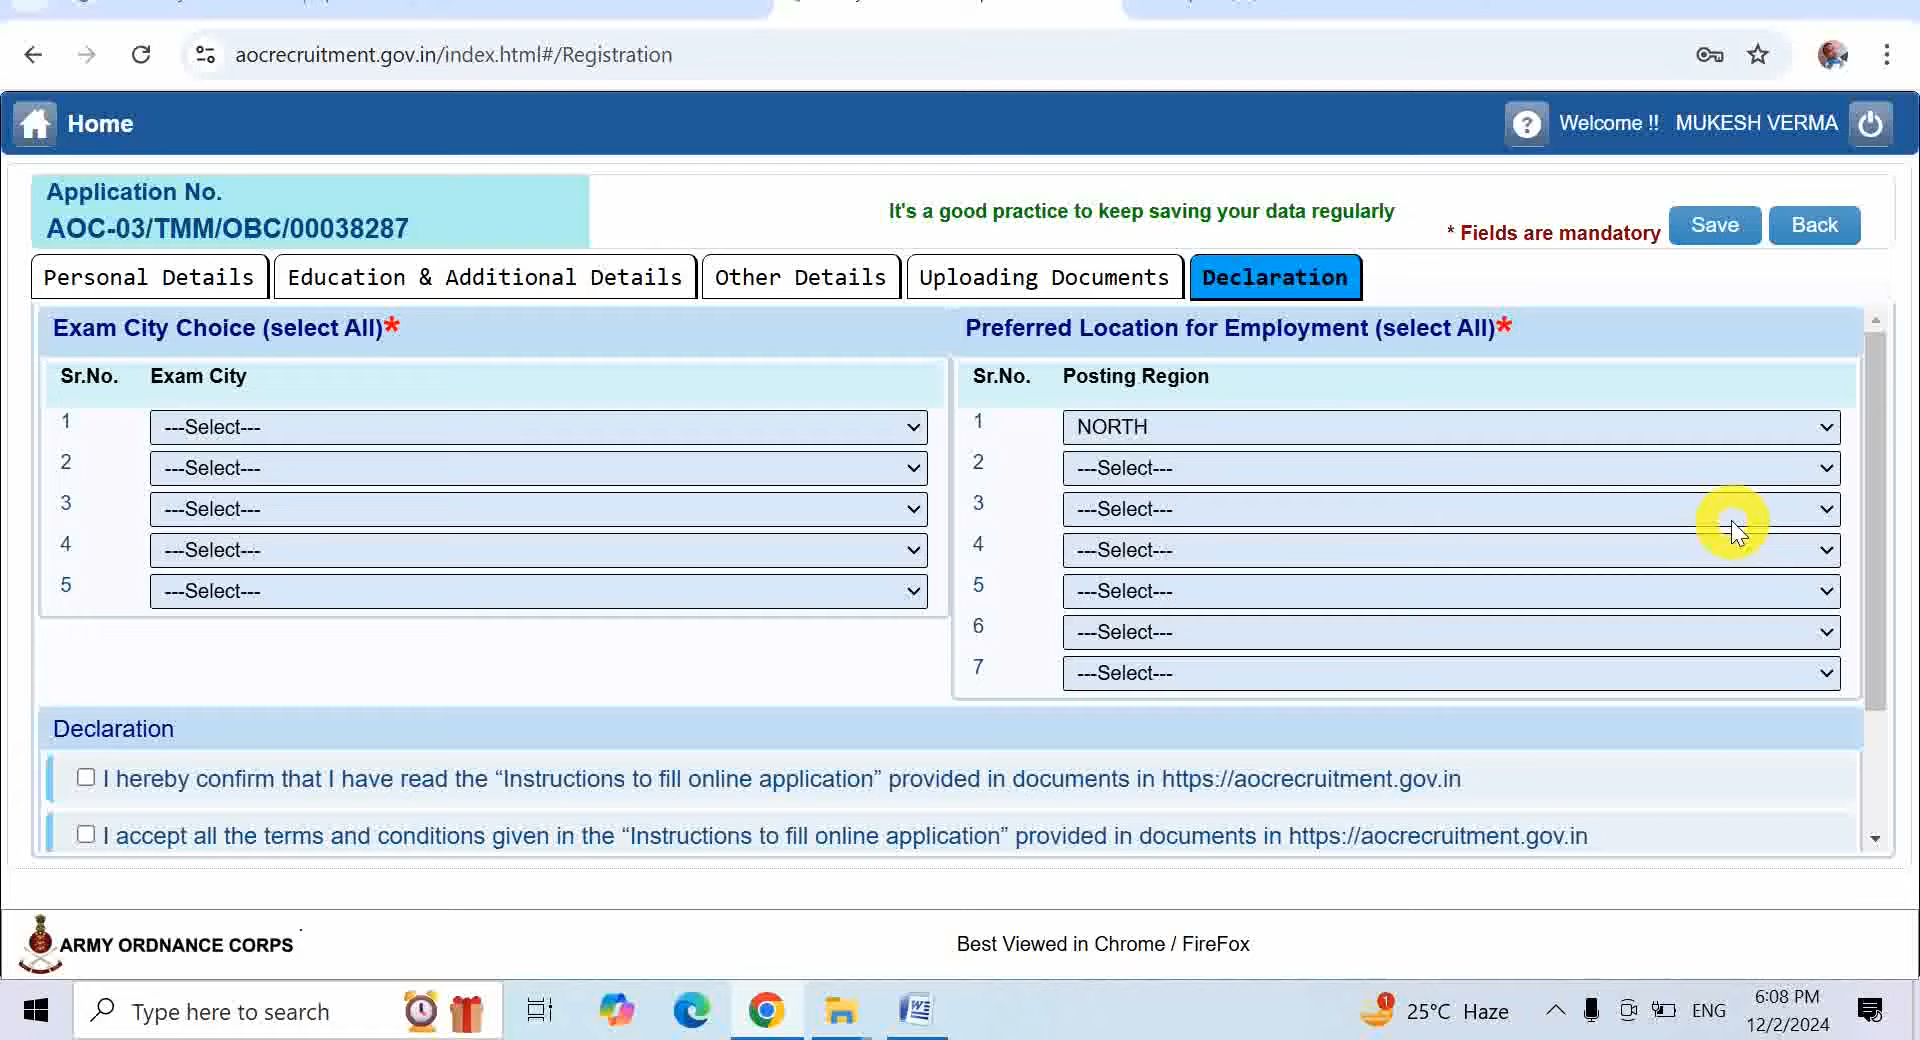 aocrecruitment.gov.in/index.html#/Registration
Home
Welcome !! MUKESH VERMA
Application No.
AOC-03/TMM/OBC/00038287
It's a good practice to keep saving your data regularly
* Fields are mandatory
Save
Back
Personal Details
Education & Additional Details
Other Details
Uploading Documents
Declaration
Exam City Choice (select All)*
Sr.No. Exam City
1 ---Select---
2 ---Select---
3 ---Select---
4 ---Select---
5 ---Select---
Preferred Location for Employment (select All)*
Sr.No. Posting Region
1 NORTH
2 ---Select---
3 ---Select---
4 ---Select---
5 ---Select---
6 ---Select---
7 ---Select---
Declaration
I hereby confirm that I have read the “Instructions to fill online application” provided in documents in https://aocrecruitment.gov.in
I accept all the terms and conditions given in the “Instructions to fill online application” provided in documents in https://aocrecruitment.gov.in
ARMY ORDNANCE CORPS
Best Viewed in Chrome / FireFox
Type here to search
1
25°C Haze
ENG
6:08 PM
12/2/2024